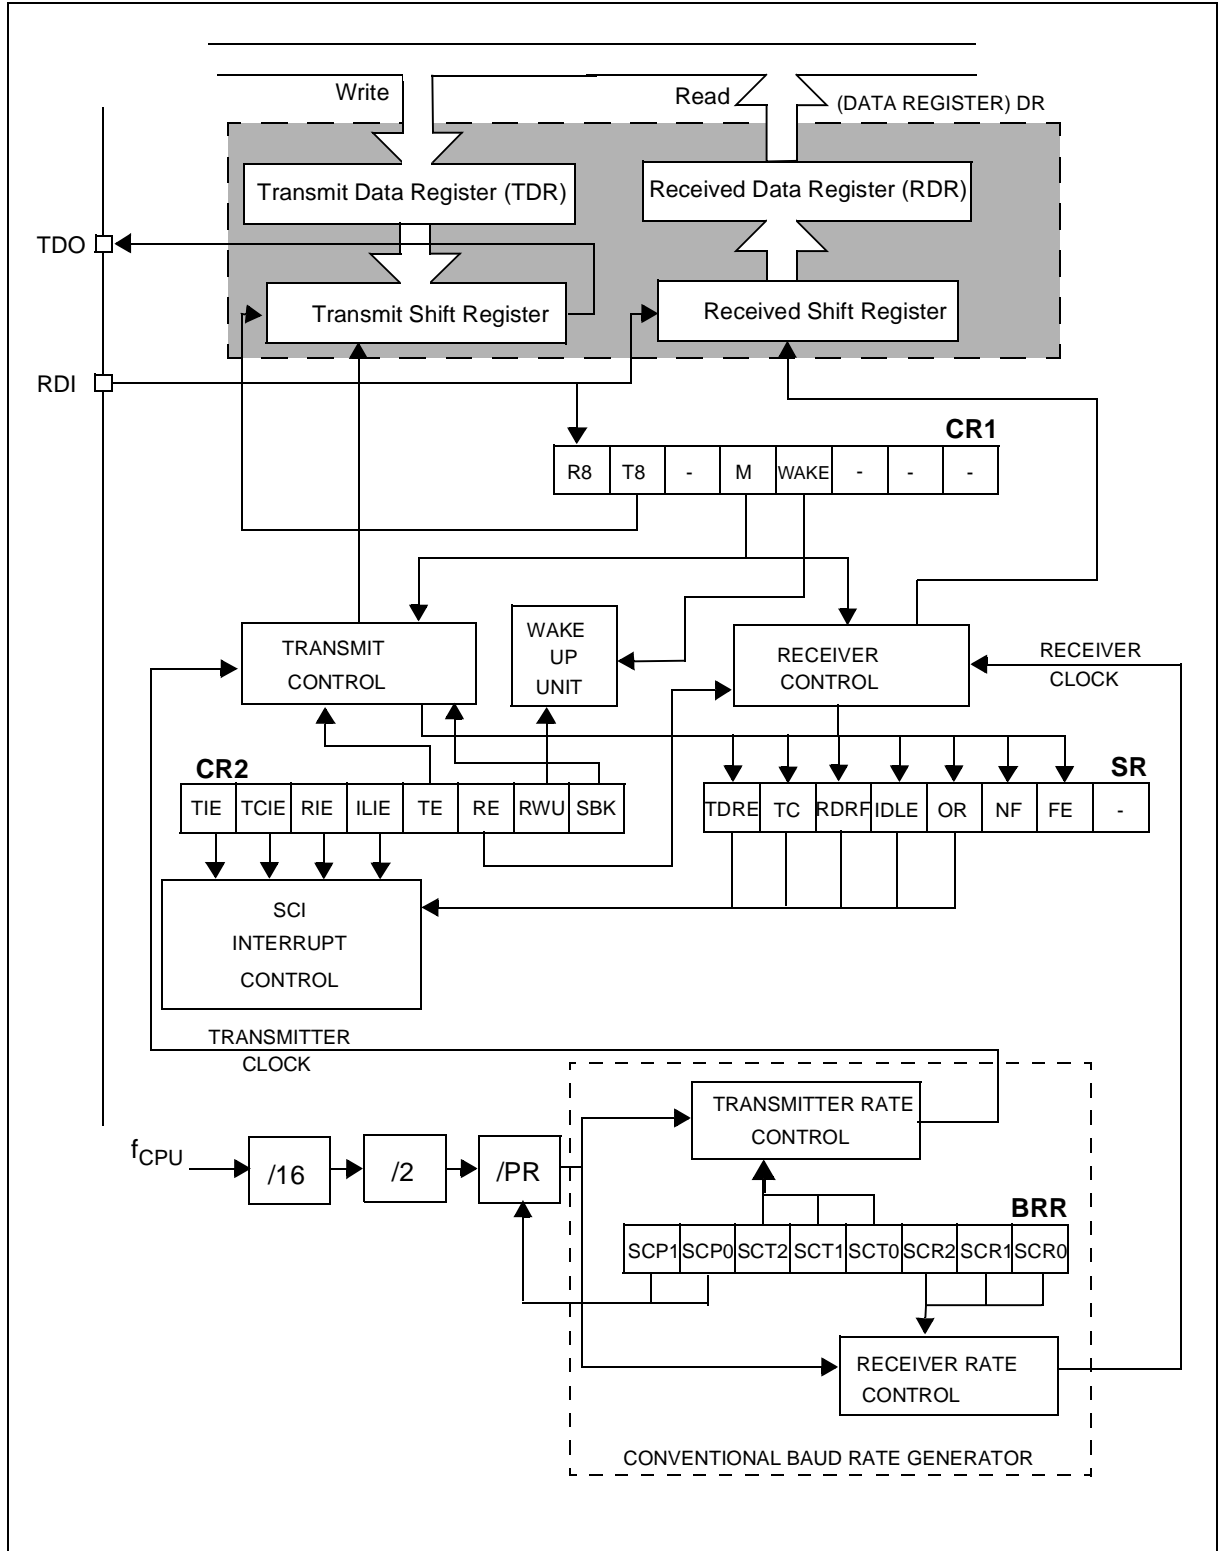 Write
Read
(DATA REGISTER) DR
Transmit Data Register (TDR)
Received Data Register (RDR)
TDO
Transmit Shift Register
Received Shift Register
RDI
CR1
R8 T8 - M WAKE - - -
TRANSMIT
CONTROL
WAKE
UP
UNIT
RECEIVER
CONTROL
RECEIVER
CLOCK
CR2
TIE TCIE RIE ILIE TE RE RWU SBK
SR
TDRE TC RDRF IDLE OR NF FE -
SCI
INTERRUPT
CONTROL
TRANSMITTER
CLOCK
TRANSMITTER RATE
CONTROL
fCPU
/16
/2
/PR
BRR
SCP1 SCP0 SCT2 SCT1 SCT0 SCR2 SCR1 SCR0
RECEIVER RATE
CONTROL
CONVENTIONAL BAUD RATE GENERATOR